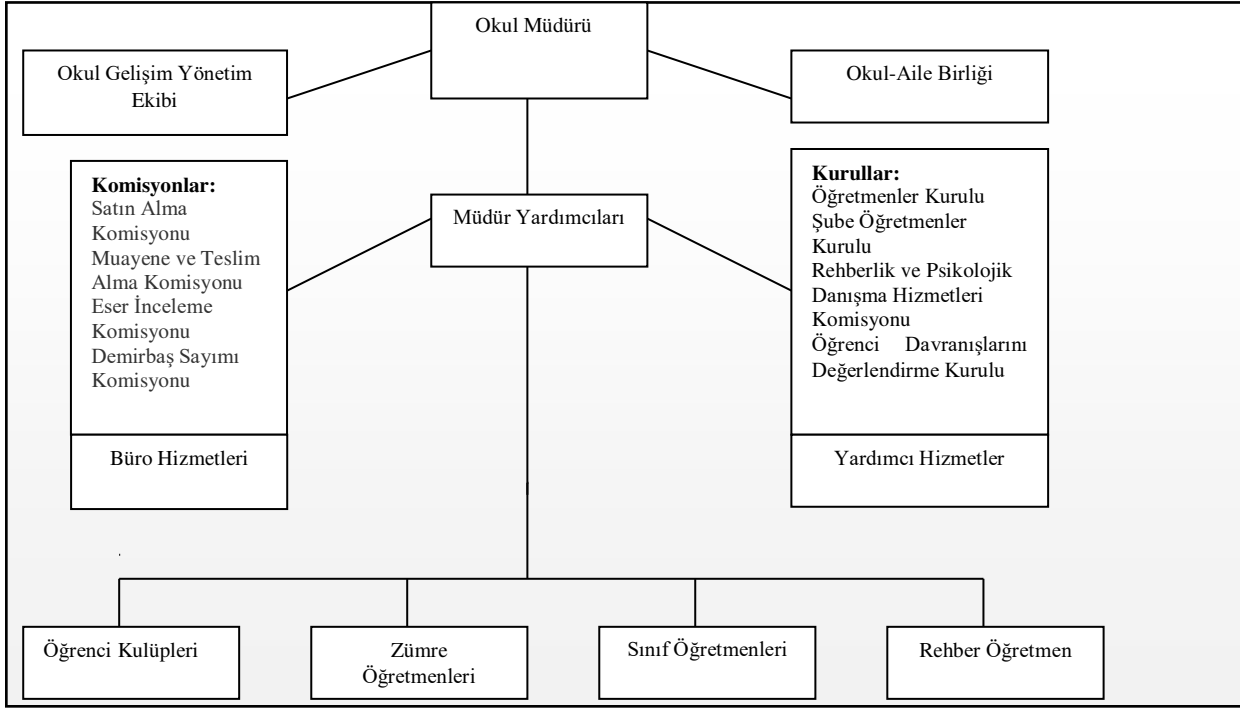 Okul Müdürü
Okul Gelişim Yönetim
Ekibi
Okul-Aile Birliği
Komisyonlar:
Satın Alma
Komisyonu
Muayene ve Teslim
Alma Komisyonu
Eser İnceleme
Komisyonu
Demirbaş Sayımı
Komisyonu
Müdür Yardımcıları
Kurullar:
Öğretmenler Kurulu
Şube Öğretmenler
Kurulu
Rehberlik ve Psikolojik
Danışma Hizmetleri
Komisyonu
Öğrenci Davranışlarını
Değerlendirme Kurulu
Büro Hizmetleri
Yardımcı Hizmetler
Öğrenci Kulüpleri
Zümre
Öğretmenleri
Sınıf Öğretmenleri
Rehber Öğretmen